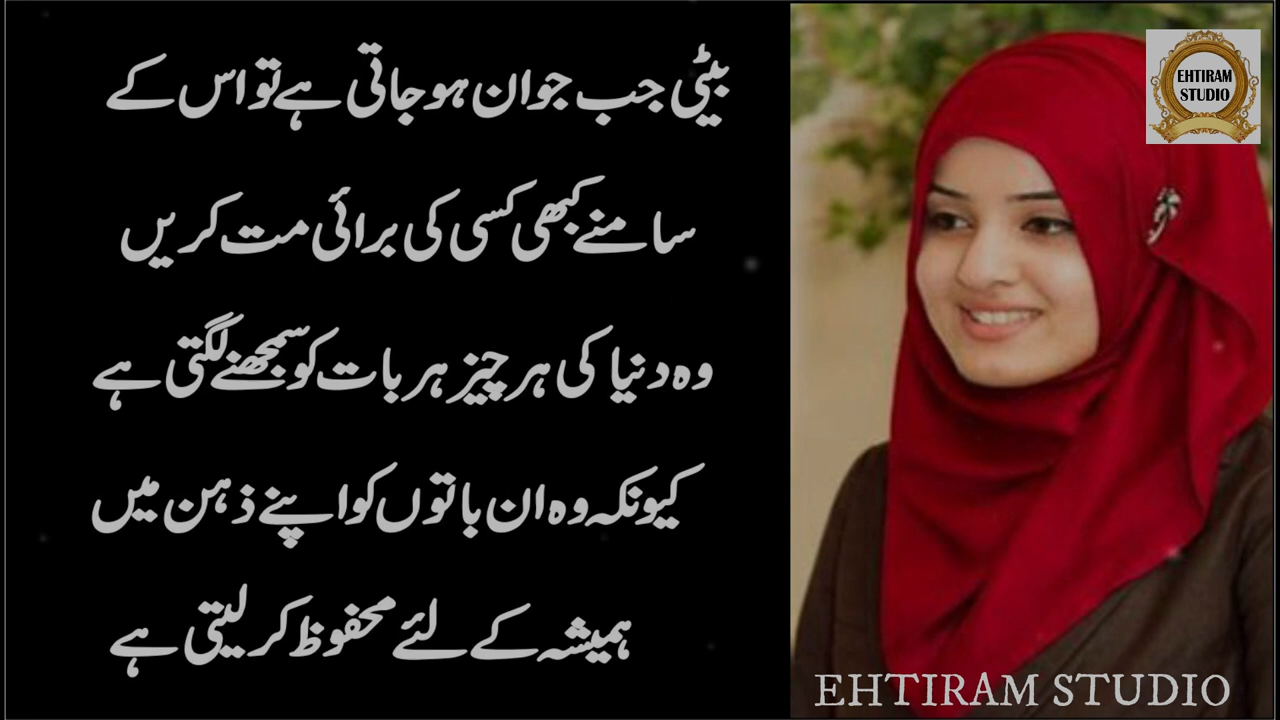 بیٹی جب جوان ہو جاتی ہے تو اس کے
سامنے کبھی کسی کی برائی مت کریں
وہ دنیا کی ہر چیز ہر بات کو سمجھنے لگتی ہے
کیونکہ وہ ان باتوں کو اپنے ذہن میں
ہمیشہ کے لئے محفوظ کر لیتی ہے
EHTIRAM
STUDIO
EHTIRAM STUDIO